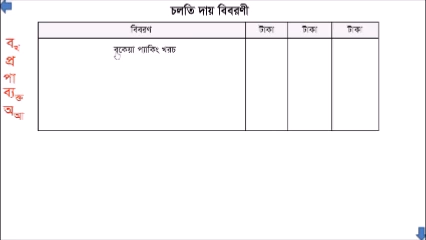 চলতি দায় বিবরণী
বিবরণ টাকা টাকা টাকা
বকেয়া প্যাকিং খরচ
ব
প্র
পা
ব্য
অ